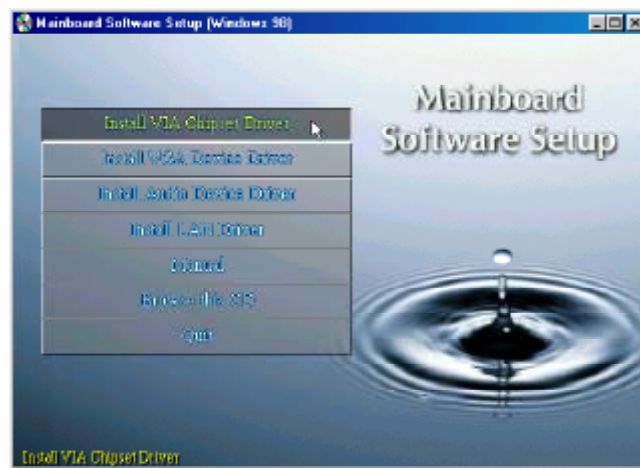 Mainboard Software Setup (Windows 98)
Mainboard
Software Setup
Install VIA Chipset Driver
Install VGA Device Driver
Install Audio Device Driver
Install LAN Driver
Manual
Browse this CD
Quit
Install VIA Chipset Driver